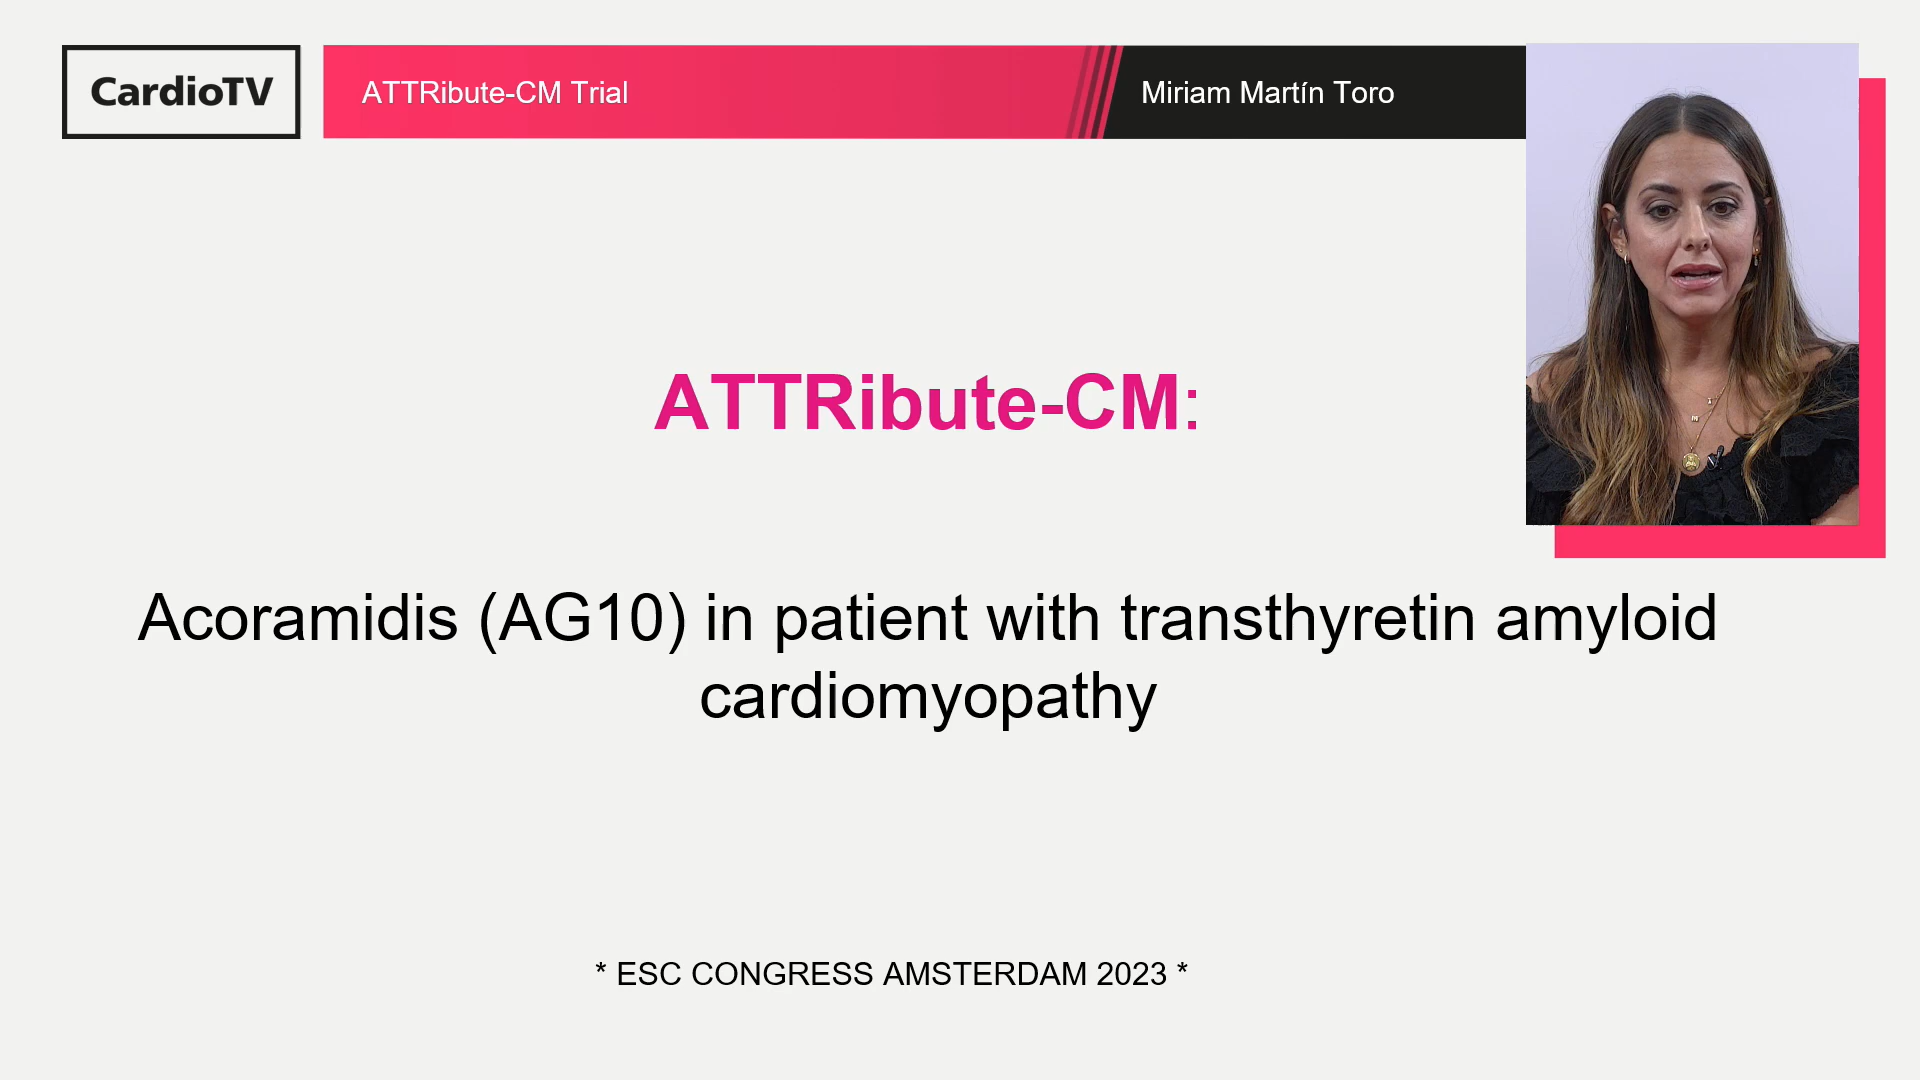 CardioTV
ATTRibute-CM Trial
Miriam Martín Toro
ATTRibute-CM:
Acoramidis (AG10) in patient with transthyretin amyloid
cardiomyopathy
* ESC CONGRESS AMSTERDAM 2023 *